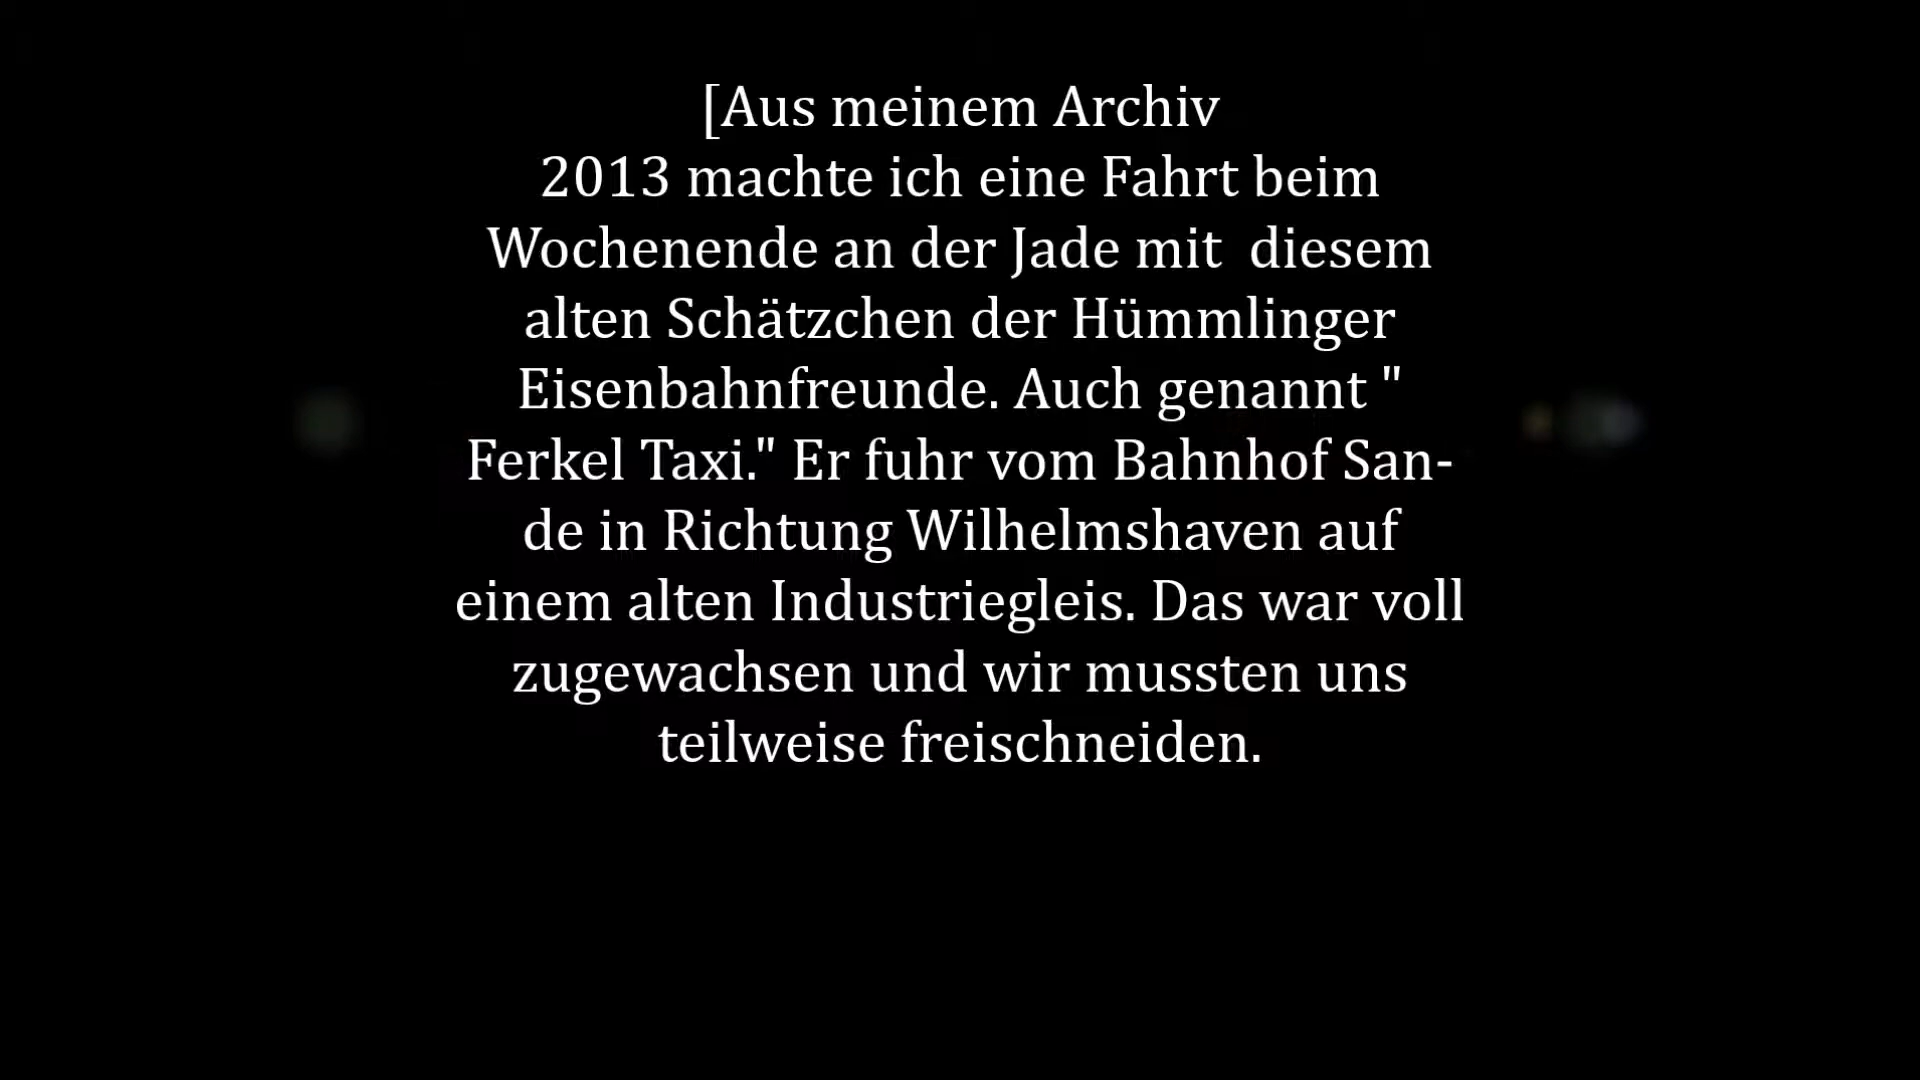 [Aus meinem Archiv
2013 machte ich eine Fahrt beim
Wochenende an der Jade mit  diesem
alten Schätzchen der Hümmlinger
Eisenbahnfreunde. Auch genannt "
Ferkel Taxi." Er fuhr vom Bahnhof San-
de in Richtung Wilhelmshaven auf
einem alten Industriegleis. Das war voll
zugewachsen und wir mussten uns
teilweise freischneiden.